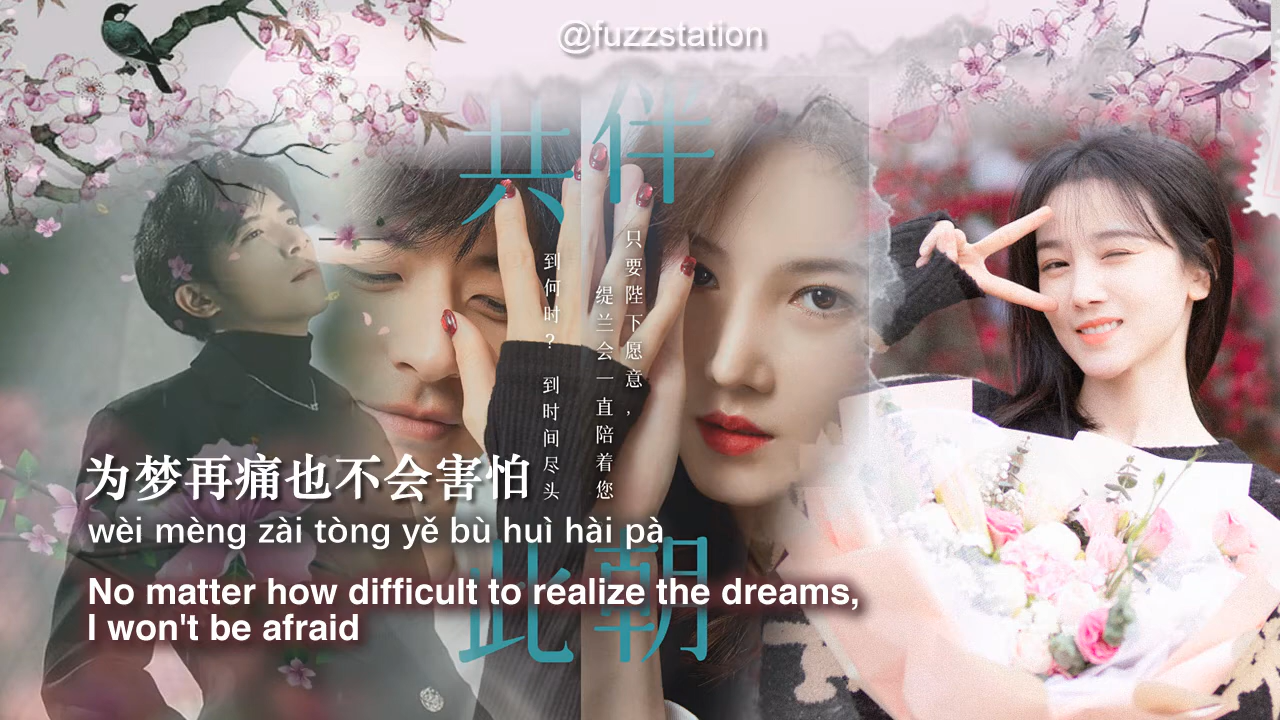 @fuzzstation
共伴
只要陛下愿意，
缇兰会一直陪着您
到何时？ 到时间尽头
为梦再痛也不会害怕
wèi mèng zài tòng yě bù huì hài pà
此朝
No matter how difficult to realize the dreams,
I won't be afraid